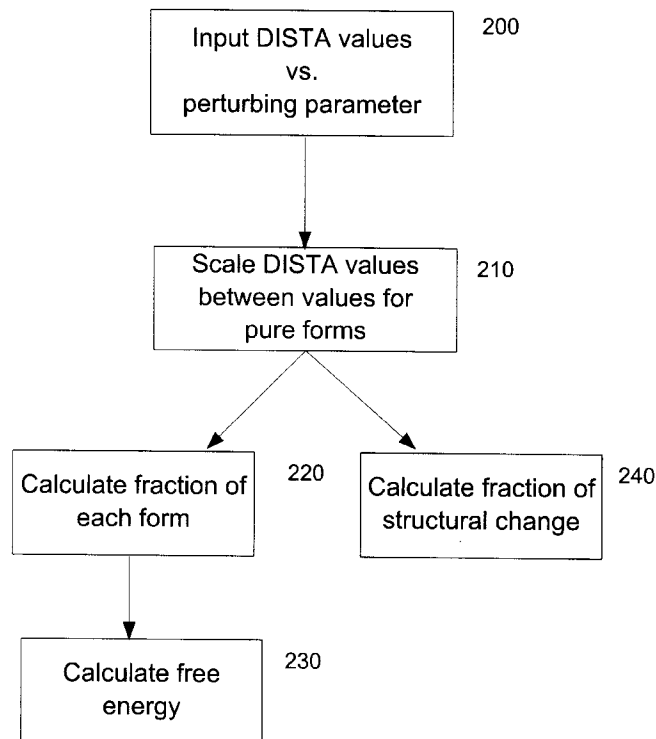 Input DISTA values
vs.
perturbing parameter
200
Scale DISTA values
between values for
pure forms
210
Calculate fraction of
each form
220
Calculate fraction of
structural change
240
Calculate free
energy
230